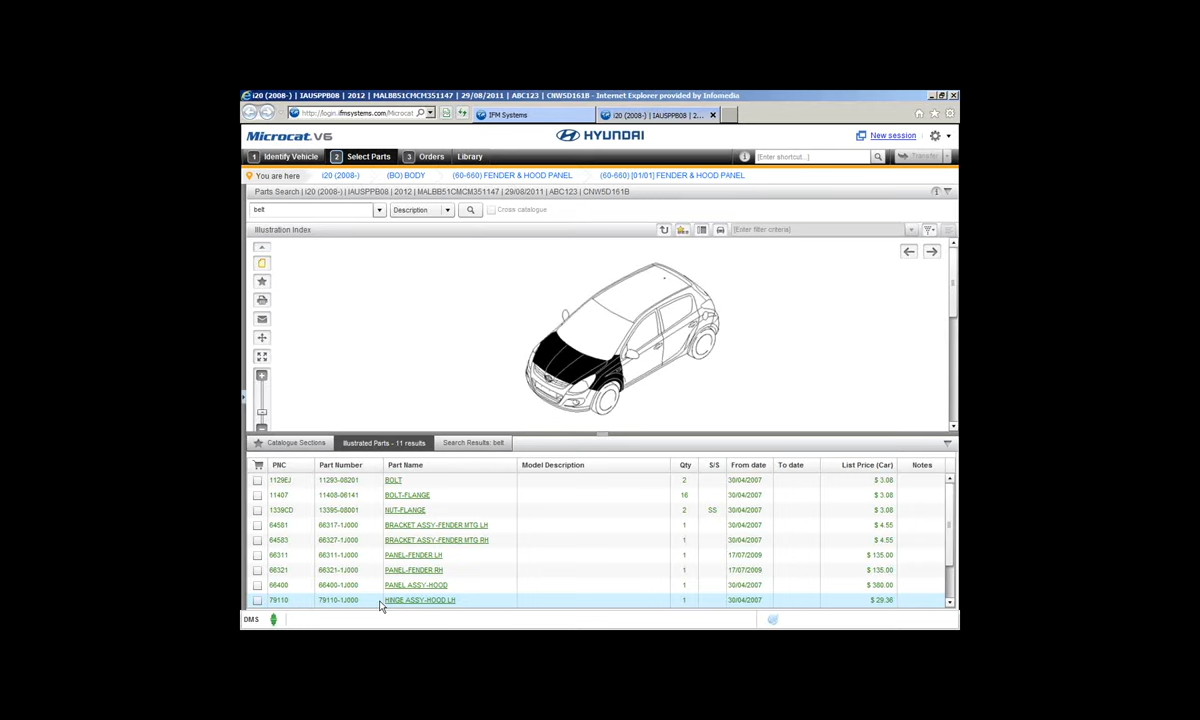 i20 (2008-) | IAUSPPB08 | 2012 | MALBB51CMCM351147 | 29/08/2011 | ABC123 | CNW5D161B - Internet Explorer provided by Infomedia
http://login.ifmsystems.com/Microcat
IFM Systems
i20 (2008-) | IAUSPPB08 | 2...
Microcat.V6
HYUNDAI
New session
1 Identify Vehicle
2 Select Parts
3 Orders
Library
[Enter shortcut...]
Transfer
You are here
i20 (2008-)
(BO) BODY
(60-660) FENDER & HOOD PANEL
(60-660) [01/01] FENDER & HOOD PANEL
Parts Search | i20 (2008-) | IAUSPPB08 | 2012 | MALBB51CMCM351147 | 29/08/2011 | ABC123 | CNW5D161B
belt
Description
Cross catalogue
Illustration Index
[Enter filter criteria]
Catalogue Sections
Illustrated Parts - 11 results
Search Results: belt
PNC Part Number Part Name Model Description Qty S/S From date To date List Price (Car) Notes
1129EJ 11293-08201 BOLT 2 30/04/2007 $ 3.08
11407 11408-06141 BOLT-FLANGE 16 30/04/2007 $ 3.08
1339CD 13395-08001 NUT-FLANGE 2 SS 30/04/2007 $ 3.08
64581 66317-1J000 BRACKET ASSY-FENDER MTG LH 1 30/04/2007 $ 4.55
64583 66327-1J000 BRACKET ASSY-FENDER MTG RH 1 30/04/2007 $ 4.55
66311 66311-1J000 PANEL-FENDER LH 1 17/07/2009 $ 135.00
66321 66321-1J000 PANEL-FENDER RH 1 17/07/2009 $ 135.00
66400 66400-1J000 PANEL ASSY-HOOD 1 30/04/2007 $ 380.00
79110 79110-1J000 HINGE ASSY-HOOD LH 1 30/04/2007 $ 29.36
DMS